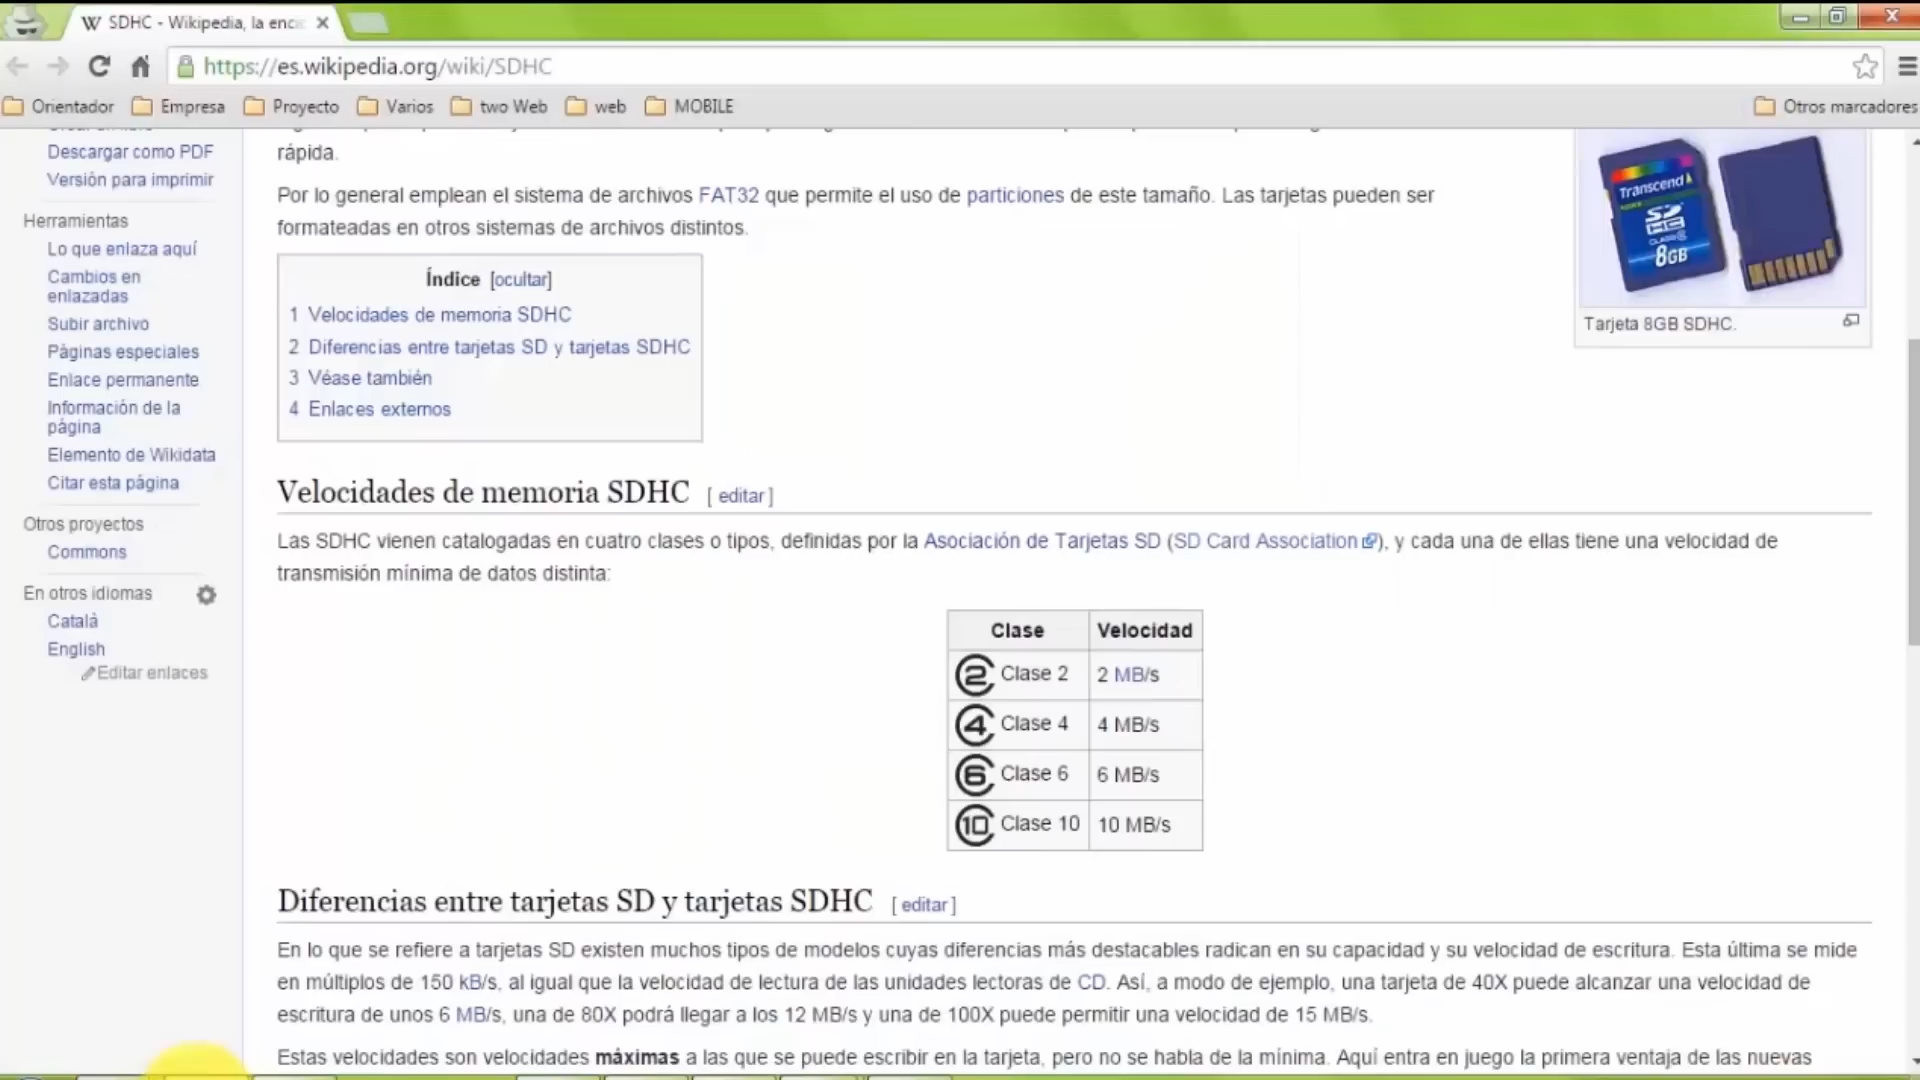 SDHC - Wikipedia, la enci
https://es.wikipedia.org/wiki/SDHC
Orientador Empresa Proyecto Varios two Web web MOBILE Otros marcadores
Descargar como PDF
Versión para imprimir
Herramientas
Lo que enlaza aquí
Cambios en
enlazadas
Subir archivo
Páginas especiales
Enlace permanente
Información de la
página
Elemento de Wikidata
Citar esta página
Otros proyectos
Commons
En otros idiomas
Català
English
Editar enlaces
rápida.
Por lo general emplean el sistema de archivos FAT32 que permite el uso de particiones de este tamaño. Las tarjetas pueden ser
formateadas en otros sistemas de archivos distintos.
Transcend
SD
HC
8GB
Tarjeta 8GB SDHC.
Índice [ocultar]
1 Velocidades de memoria SDHC
2 Diferencias entre tarjetas SD y tarjetas SDHC
3 Véase también
4 Enlaces externos
Velocidades de memoria SDHC [ editar ]
Las SDHC vienen catalogadas en cuatro clases o tipos, definidas por la Asociación de Tarjetas SD (SD Card Association), y cada una de ellas tiene una velocidad de
transmisión mínima de datos distinta:
Clase Velocidad
2 Clase 2 2 MB/s
4 Clase 4 4 MB/s
6 Clase 6 6 MB/s
10 Clase 10 10 MB/s
Diferencias entre tarjetas SD y tarjetas SDHC [ editar ]
En lo que se refiere a tarjetas SD existen muchos tipos de modelos cuyas diferencias más destacables radican en su capacidad y su velocidad de escritura. Esta última se mide
en múltiplos de 150 kB/s, al igual que la velocidad de lectura de las unidades lectoras de CD. Así, a modo de ejemplo, una tarjeta de 40X puede alcanzar una velocidad de
escritura de unos 6 MB/s, una de 80X podrá llegar a los 12 MB/s y una de 100X puede permitir una velocidad de 15 MB/s.
Estas velocidades son velocidades máximas a las que se puede escribir en la tarjeta, pero no se habla de la mínima. Aquí entra en juego la primera ventaja de las nuevas